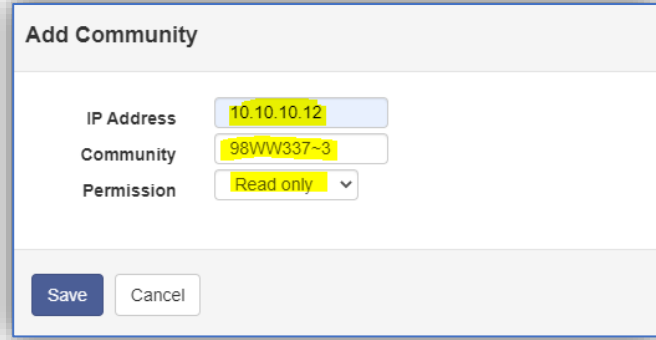 Add Community
IP Address 10.10.10.12
Community 98WW337~3
Permission Read only
Save Cancel